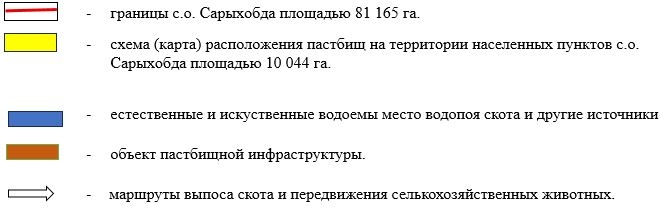 - границы с.о. Сарыхобда площадью 81 165 га.
- схема (карта) расположения пастбищ на территории населенных пунктов с.о.
Сарыхобда площадью 10 044 га.
- естественные и искуственные водоемы место водопоя скота и другие источники
- объект пастбищной инфраструктуры.
- маршруты выпоса скота и передвижения селькохозяйственных животных.